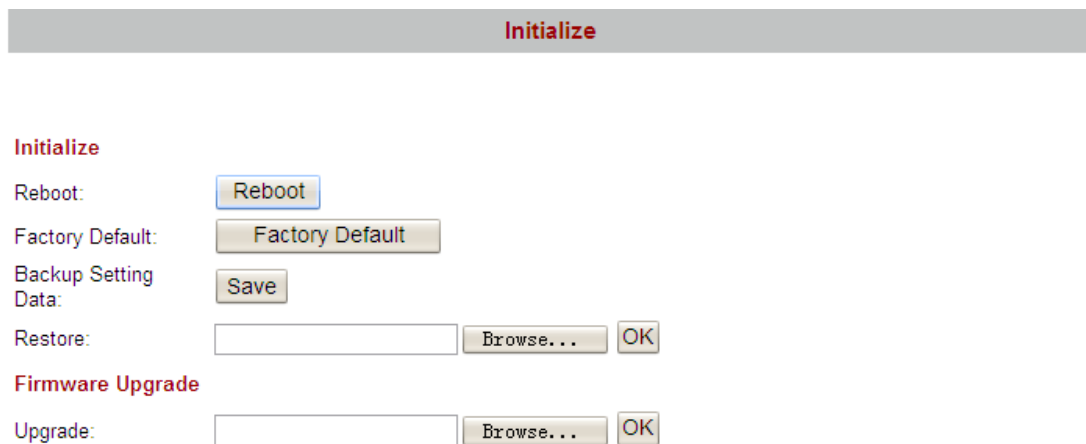 Initialize
Initialize
Reboot: Reboot
Factory Default: Factory Default
Backup Setting
Data: Save
Restore: Browse... OK
Firmware Upgrade
Upgrade: Browse... OK